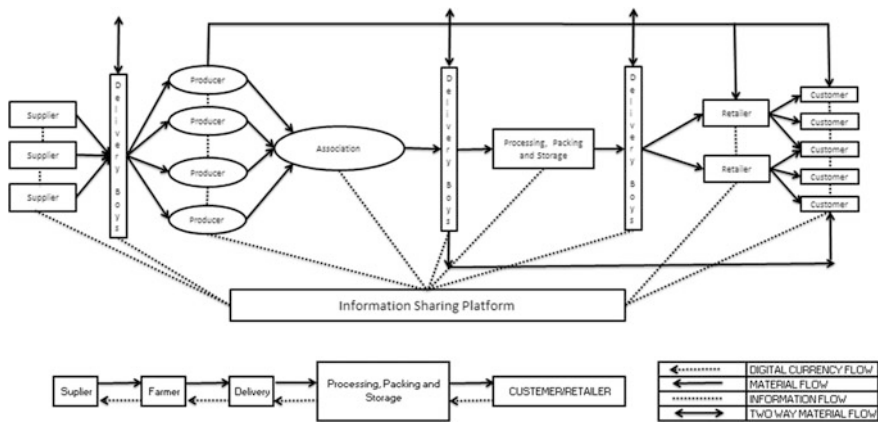 Supplier
Supplier
Supplier
Delivery Boys
Producer
Producer
Producer
Producer
Association
Delivery Boys
Processing, Packing
and Storage
Delivery Boys
Retailer
Retailer
Customer
Customer
Customer
Customer
Customer
Information Sharing Platform
Suplier
Farmer
Delivery
Processing, Packing and
Storage
CUSTEMER/RETAILER
DIGITAL CURRENCY FLOW
MATERIAL FLOW
INFORMATION FLOW
TWO WAY MATERIAL FLOW